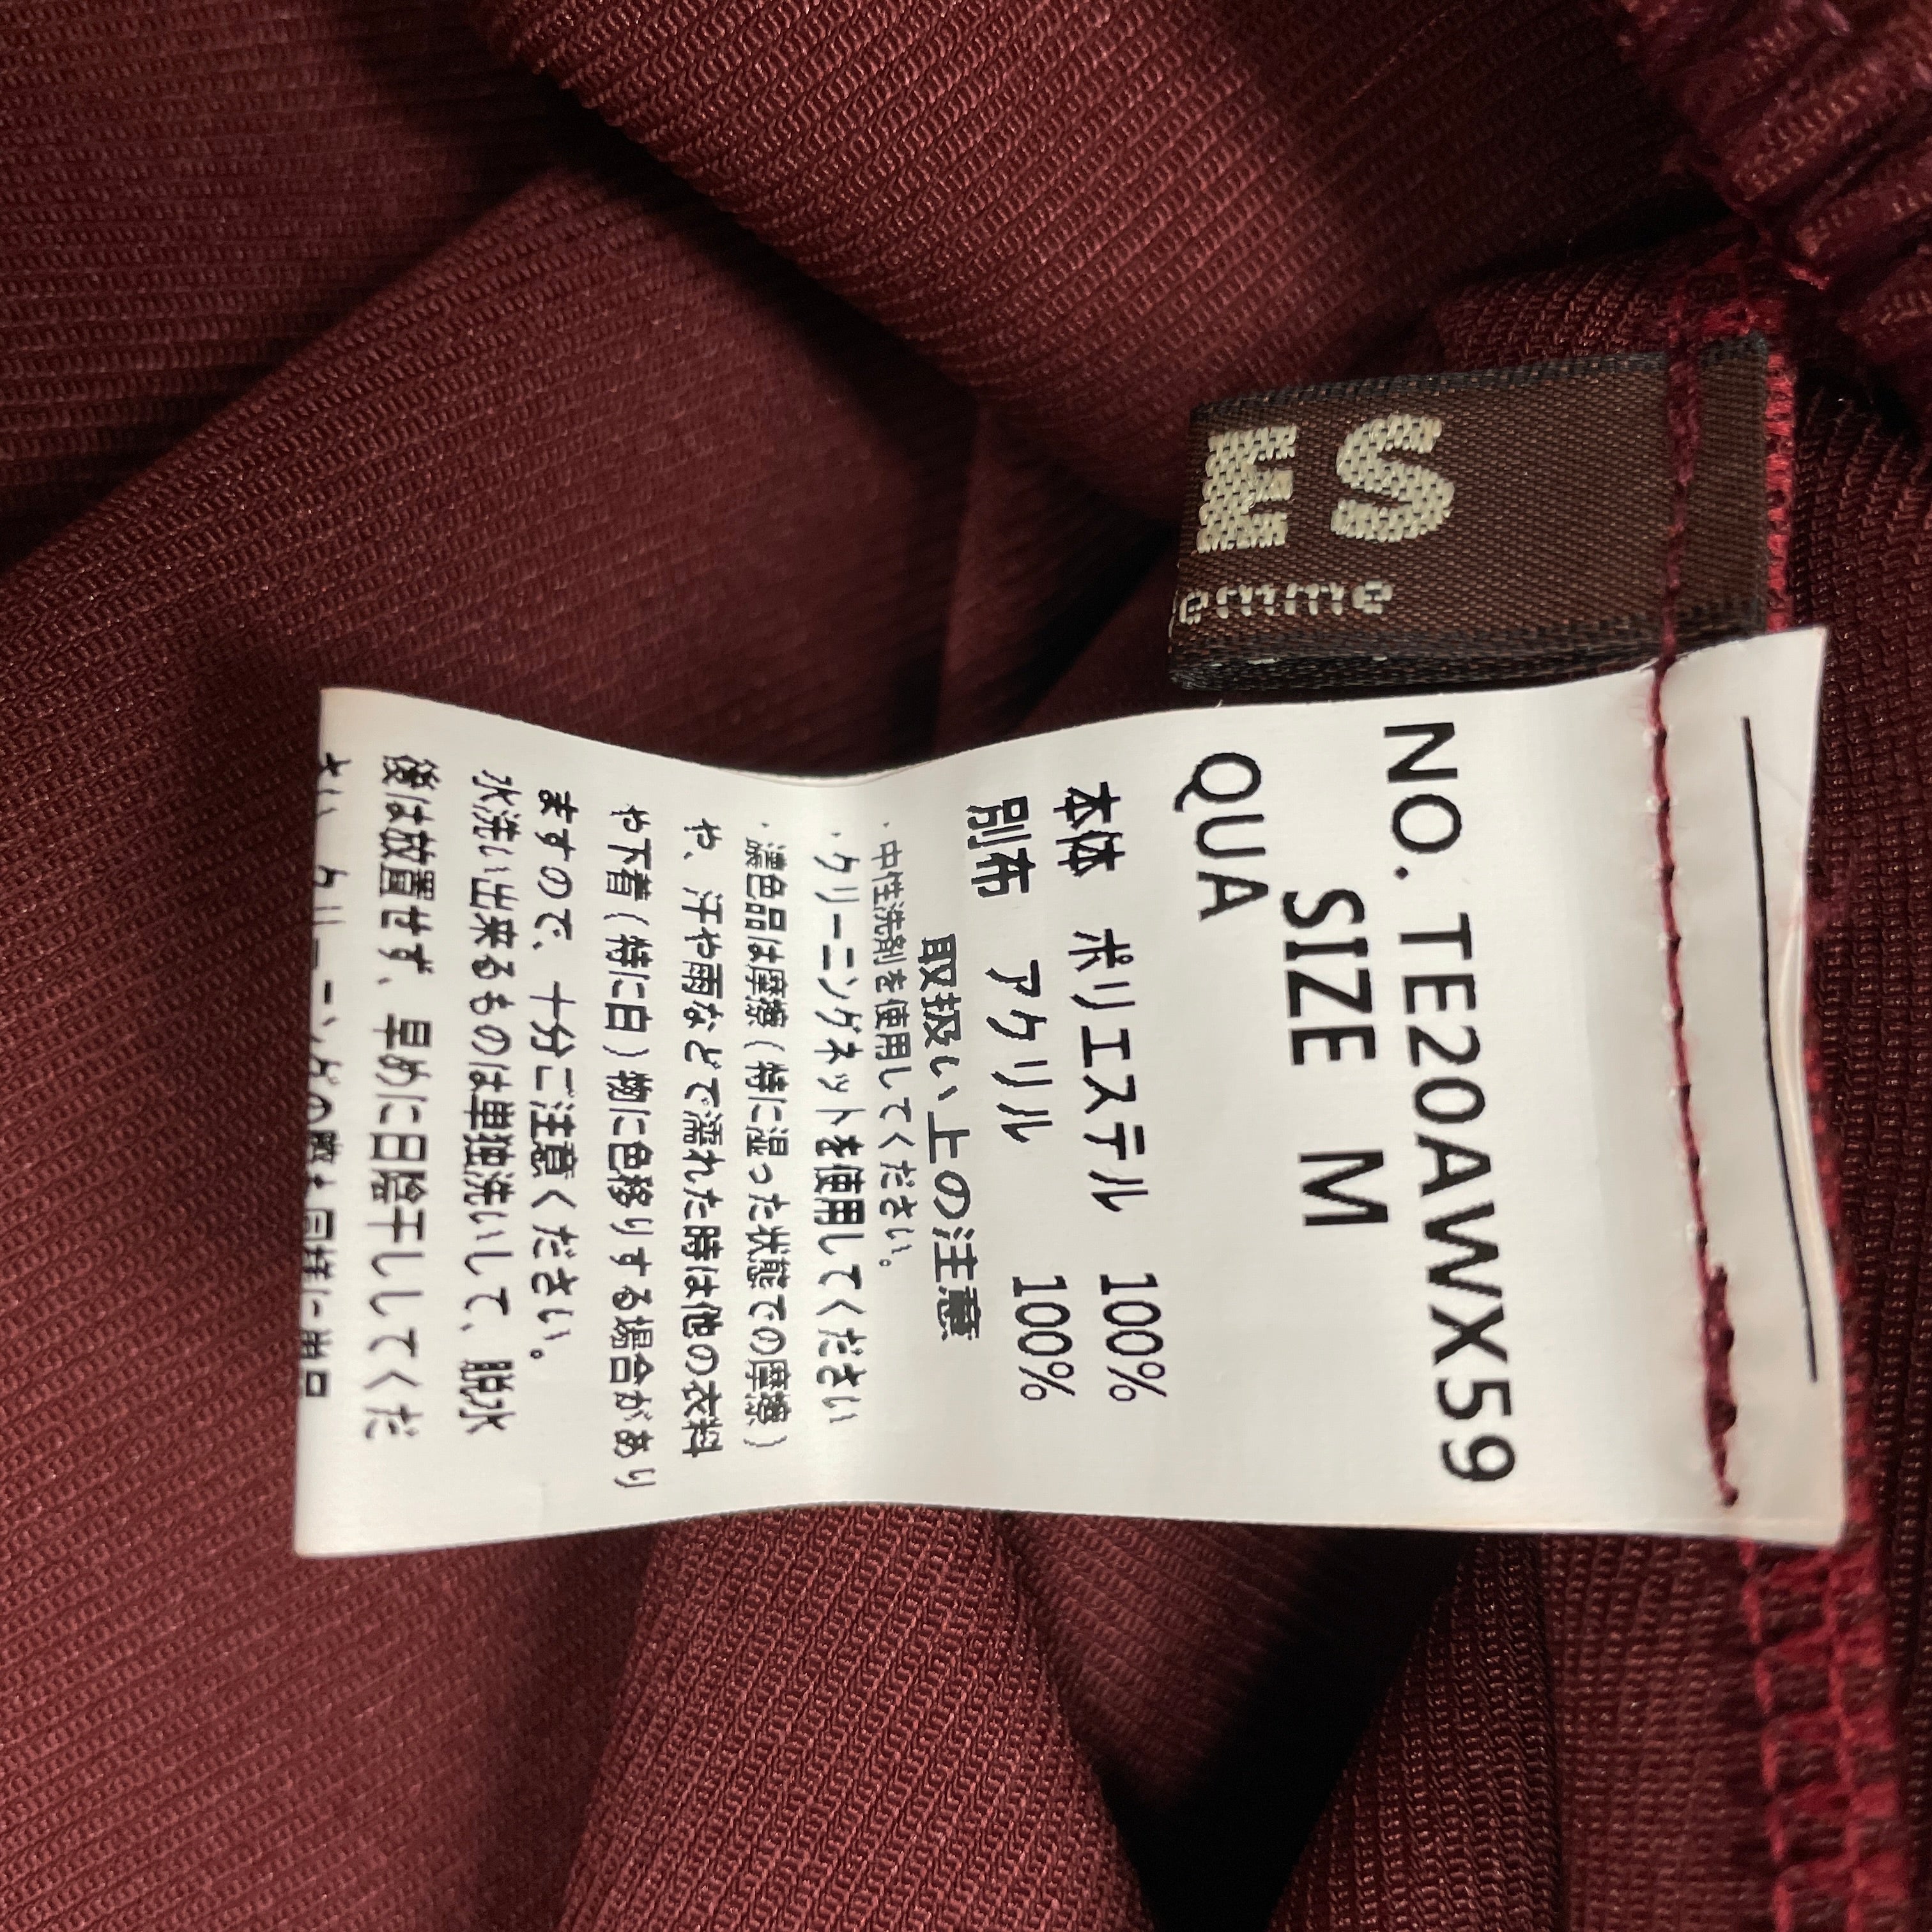 ES
emme
NO. TE20AWX59
SIZE M
QUA
本体 ポリエステル 100%
別布 アクリル 100%
取扱い上の注意
・中性洗剤を使用してください。
・クリーニングネットを使用してください
・濃色品は摩擦(特に湿った状態での摩擦)
や、汗や雨などで濡れた時は他の衣料
や下着(特に白)物に色移りする場合があり
ますので、十分ご注意ください。
水洗い出来るものは単独洗いして、脱水
後は放置せず、早めに日陰干ししてくだ